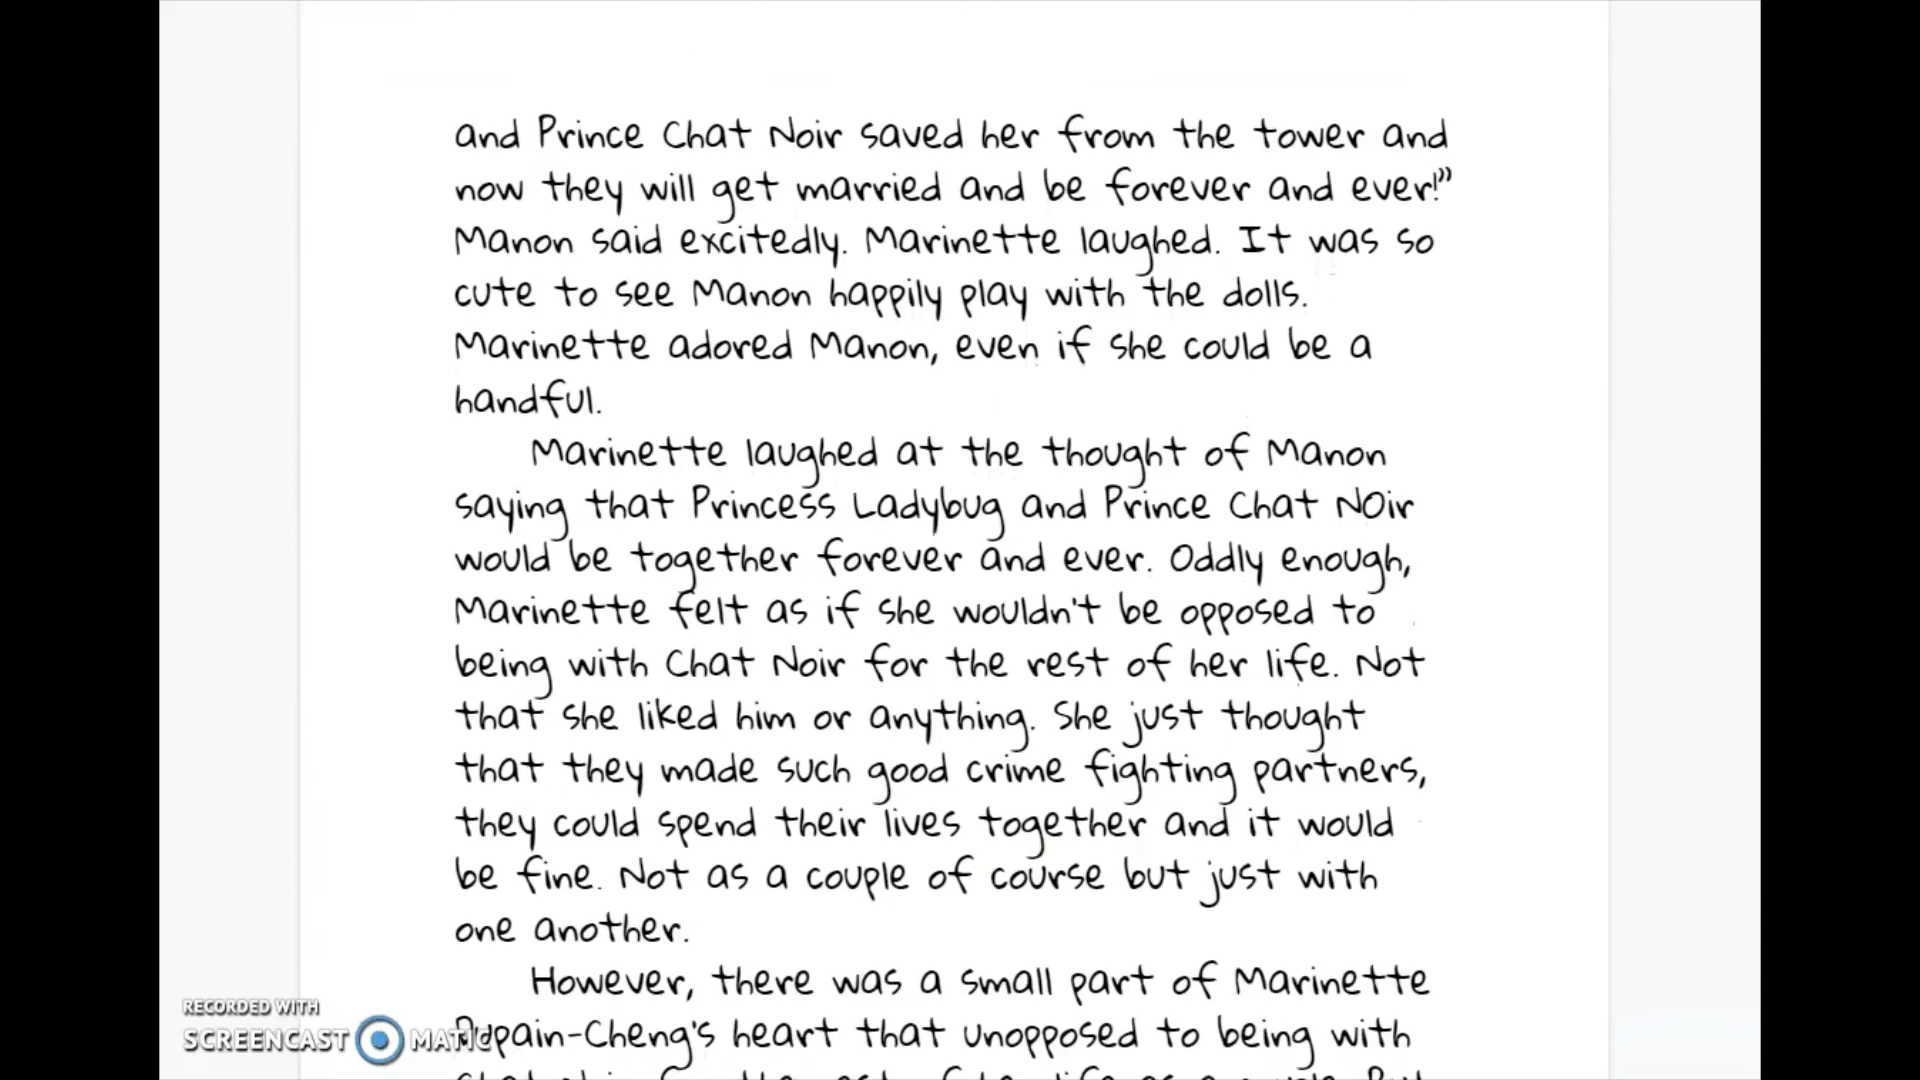 and Prince Chat Noir saved her from the tower and
now they will get married and be forever and ever!”
Manon said excitedly. Marinette laughed. It was so
cute to see Manon happily play with the dolls.
Marinette adored Manon, even if she could be a
handful.
Marinette laughed at the thought of Manon
saying that Princess Ladybug and Prince Chat NOir
would be together forever and ever. Oddly enough,
Marinette felt as if she wouldn't be opposed to
being with Chat Noir for the rest of her life. Not
that she liked him or anything. She just thought
that they made such good crime fighting partners,
they could spend their lives together and it would
be fine. Not as a couple of course but just with
one another.
However, there was a small part of Marinette
Dupain-Cheng's heart that unopposed to being with
RECORDED WITH
SCREENCAST MATIC